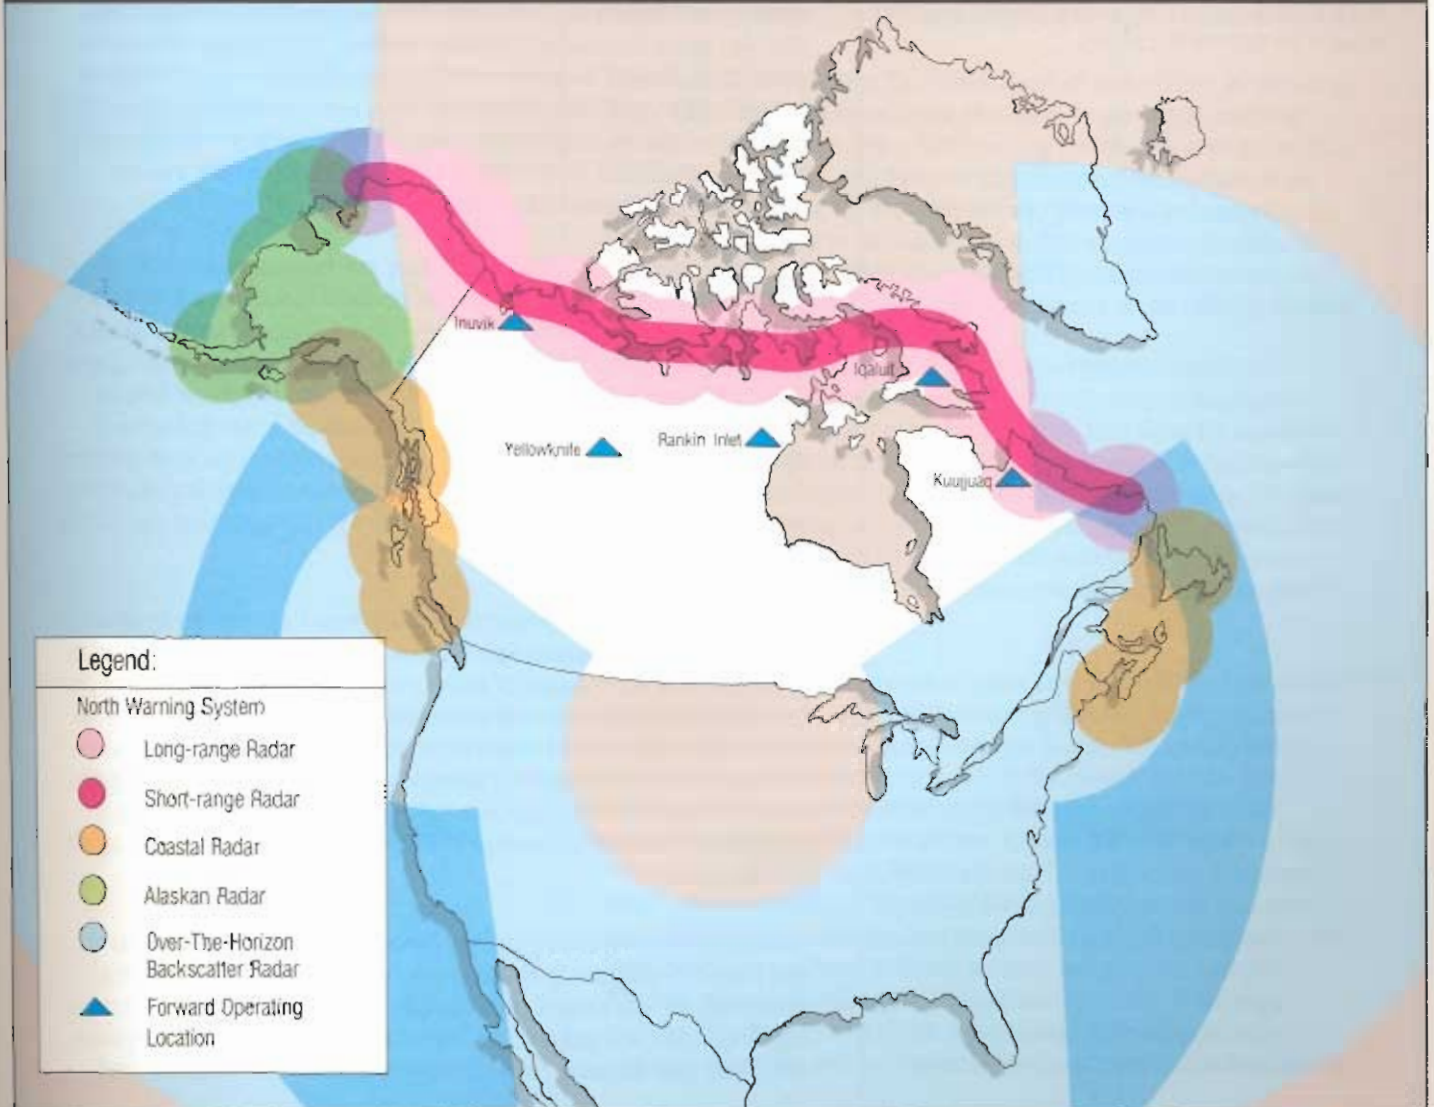 Inuvik
Iqaluit
Yellowknife
Rankin Inlet
Kuujjuaq
Legend:
North Warning System
Long-range Radar
Short-range Radar
Coastal Radar
Alaskan Radar
Over-The-Horizon
Backscatter Radar
Forward Operating
Location